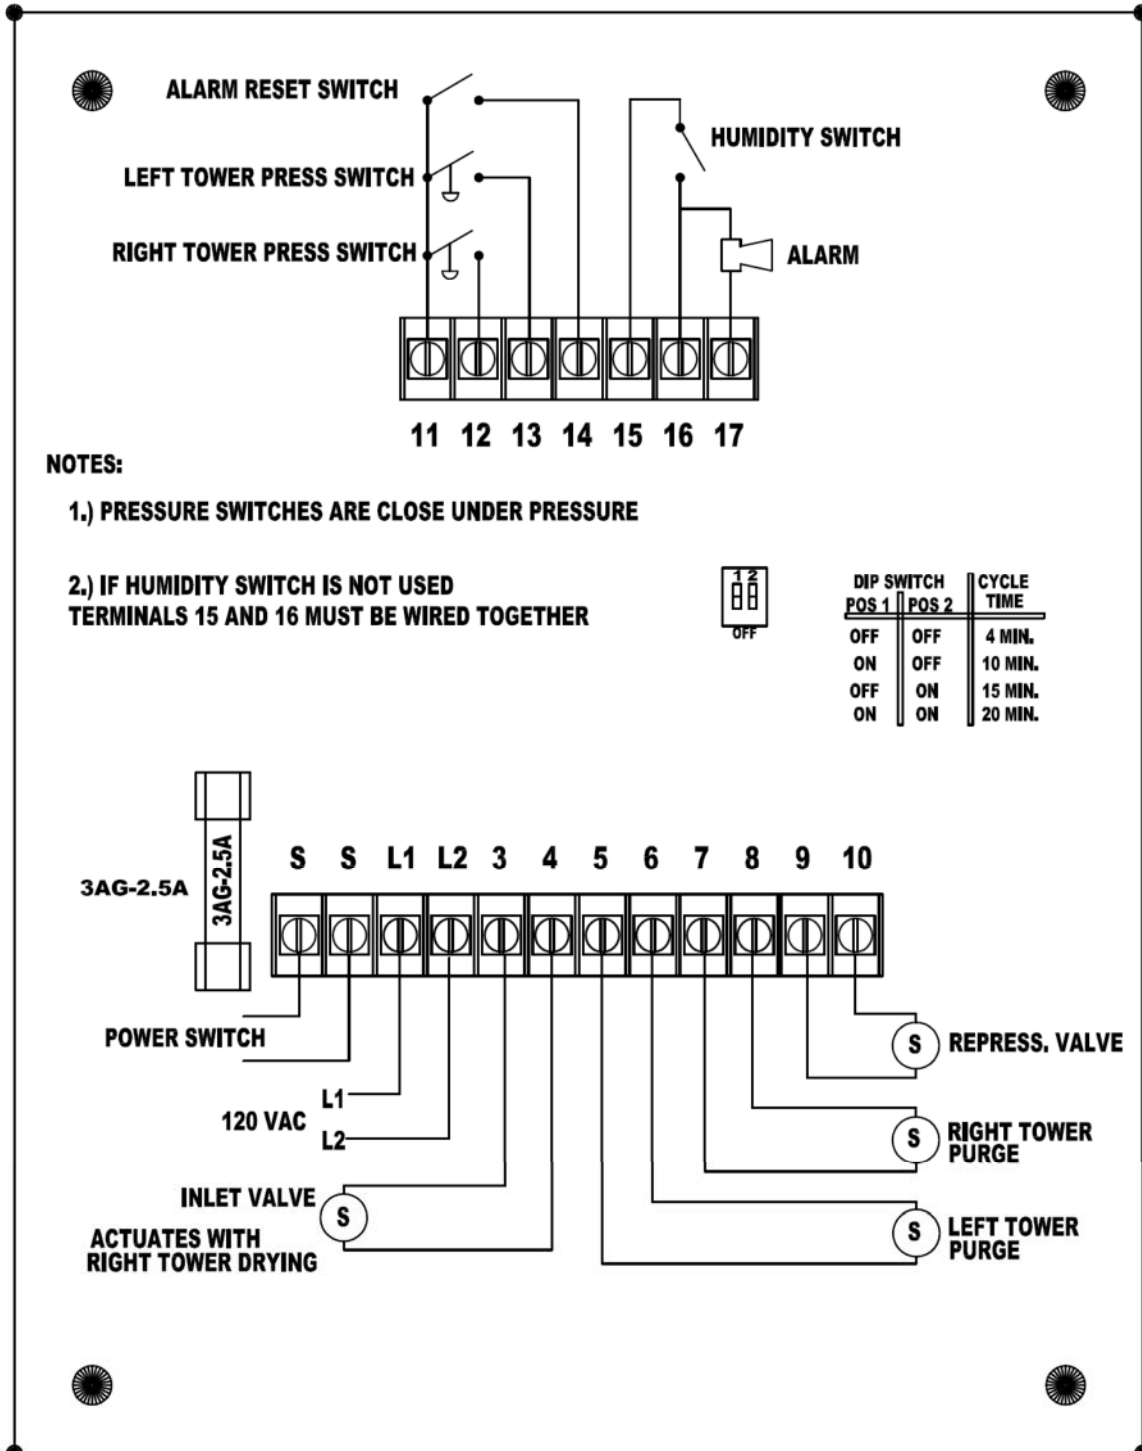 ALARM RESET SWITCH
HUMIDITY SWITCH
LEFT TOWER PRESS SWITCH
RIGHT TOWER PRESS SWITCH
ALARM
11 12 13 14 15 16 17
NOTES:
1.) PRESSURE SWITCHES ARE CLOSE UNDER PRESSURE
2.) IF HUMIDITY SWITCH IS NOT USED
TERMINALS 15 AND 16 MUST BE WIRED TOGETHER
1 2
OFF
DIP SWITCH CYCLE
POS 1 POS 2 TIME
OFF OFF 4 MIN.
ON OFF 10 MIN.
OFF ON 15 MIN.
ON ON 20 MIN.
3AG-2.5A
3AG-2.5A
S S L1 L2 3 4 5 6 7 8 9 10
POWER SWITCH
S
REPRESS. VALVE
L1
120 VAC
L2
S
RIGHT TOWER
PURGE
INLET VALVE
S
ACTUATES WITH
RIGHT TOWER DRYING
S
LEFT TOWER
PURGE